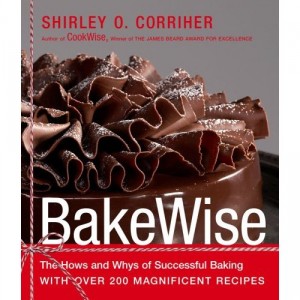 SHIRLEY O. CORRIHER
Author of CookWise, Winner of THE JAMES BEARD AWARD FOR EXCELLENCE
BakeWise
The Hows and Whys of Successful Baking
WITH OVER 200 MAGNIFICENT RECIPES